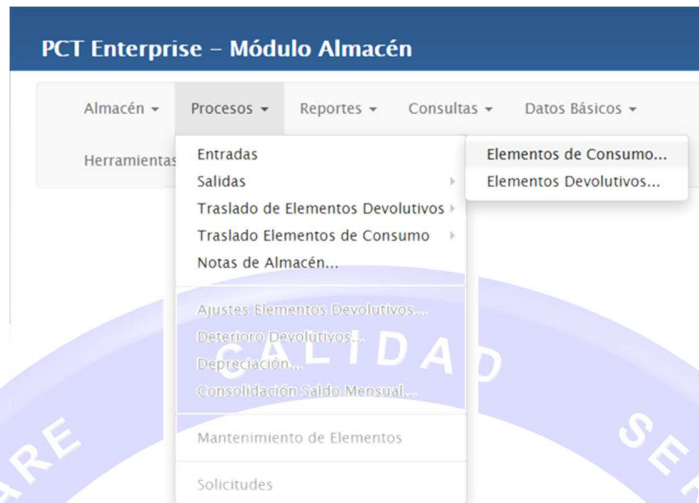 PCT Enterprise – Módulo Almacén
Almacén Procesos Reportes Consultas Datos Básicos
Herramientas
Entradas
Salidas
Traslado de Elementos Devolutivos
Traslado Elementos de Consumo
Notas de Almacén...
Ajustes Elementos Devolutivos...
Deterioro Devolutivos...
Depreciación...
Consolidación Saldo Mensual...
Mantenimiento de Elementos
Solicitudes
Elementos de Consumo...
Elementos Devolutivos...
CALIDAD